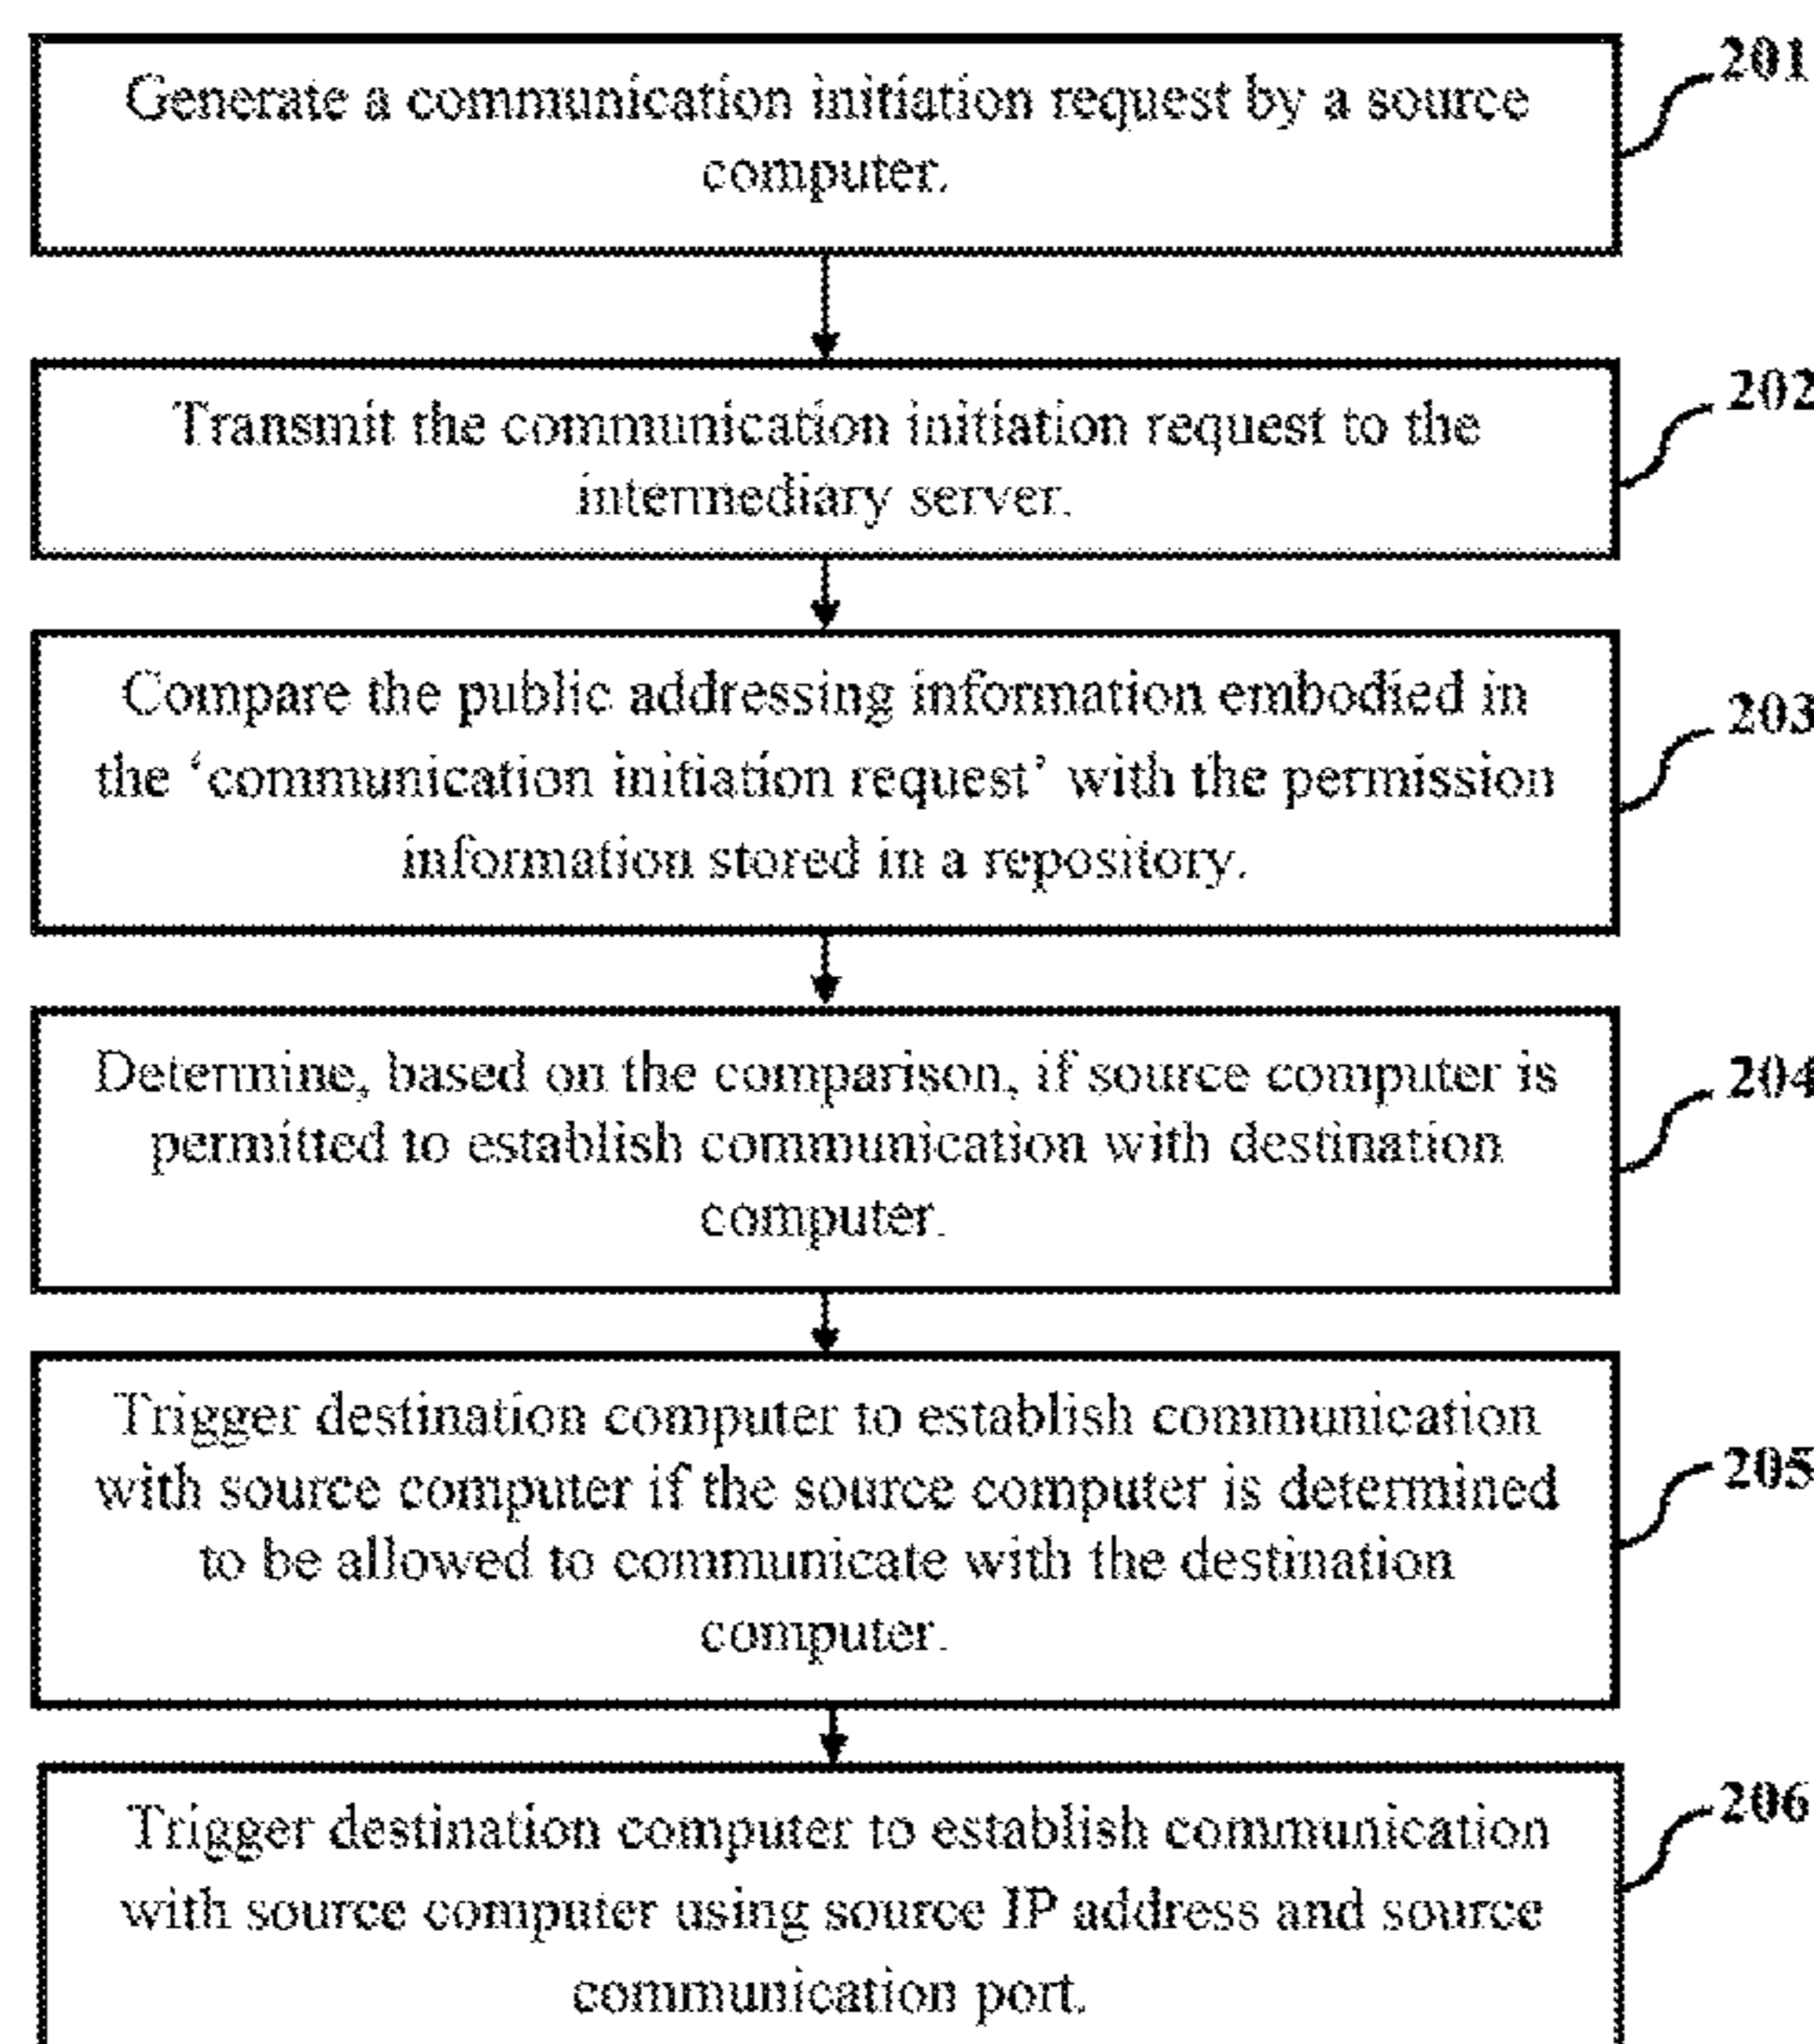 Generate a communication initiation request by a source
computer.
201
Transmit the communication initiation request to the
intermediary server.
202
Compare the public addressing information embodied in
the ‘communication initiation request’ with the permission
information stored in a repository.
203
Determine, based on the comparison, if source computer is
permitted to establish communication with destination
computer.
204
Trigger destination computer to establish communication
with source computer if the source computer is determined
to be allowed to communicate with the destination
computer.
205
Trigger destination computer to establish communication
with source computer using source IP address and source
communication port.
206